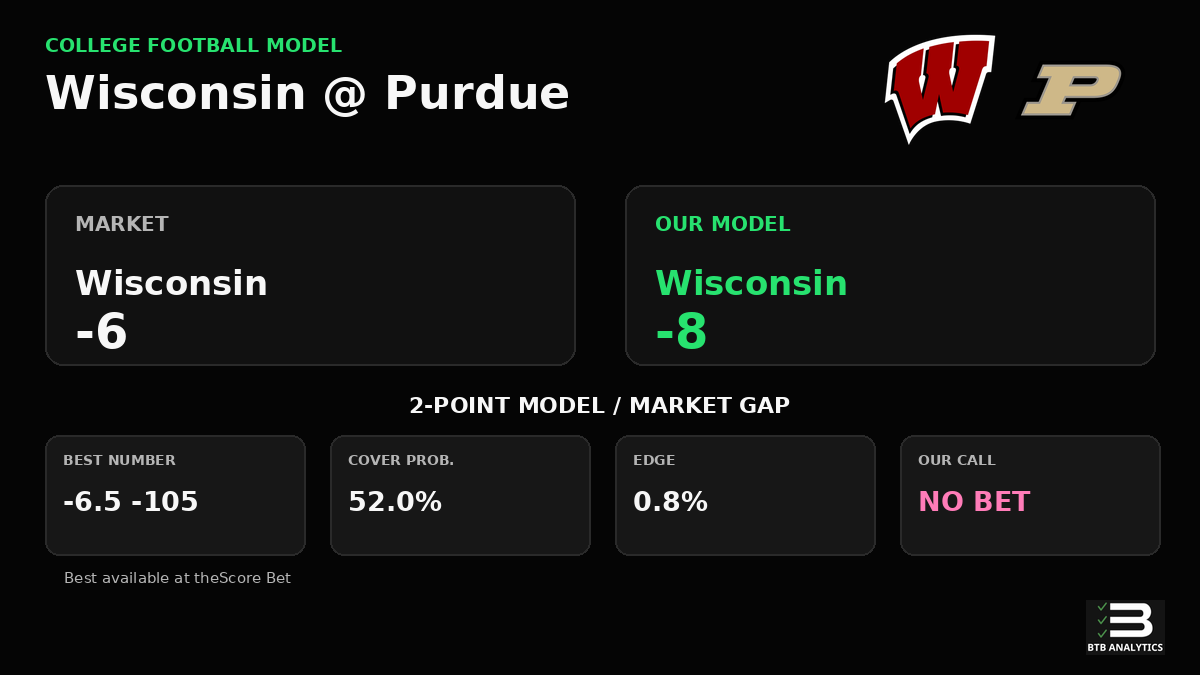 COLLEGE FOOTBALL MODEL
Wisconsin @ Purdue
W
P
MARKET
Wisconsin
-6
OUR MODEL
Wisconsin
-8
2-POINT MODEL / MARKET GAP
BEST NUMBER
-6.5 -105
COVER PROB.
52.0%
EDGE
0.8%
OUR CALL
NO BET
Best available at theScore Bet
B
BTB ANALYTICS